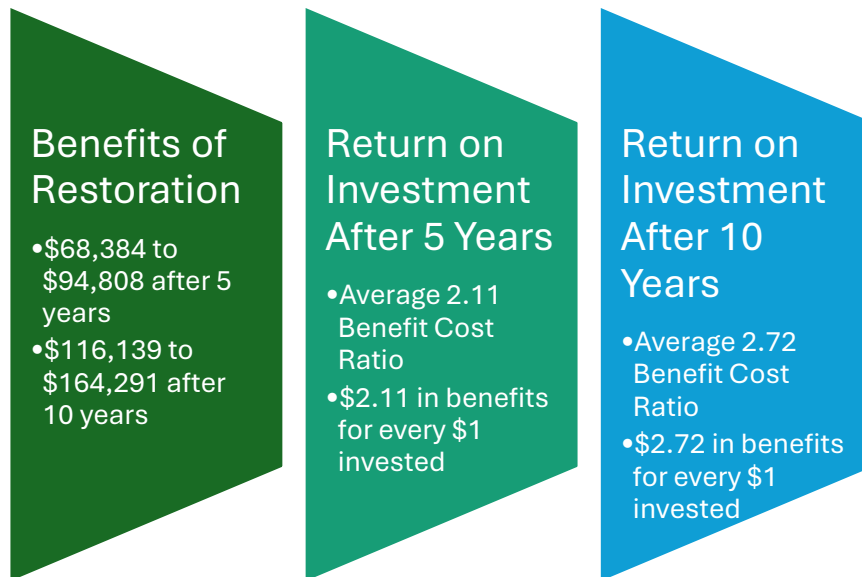 Benefits of
Restoration
•$68,384 to
$94,808 after 5
years
•$116,139 to
$164,291 after
10 years
Return on
Investment
After 5 Years
•Average 2.11
Benefit Cost
Ratio
•$2.11 in benefits
for every $1
invested
Return on
Investment
After 10
Years
•Average 2.72
Benefit Cost
Ratio
•$2.72 in benefits
for every $1
invested